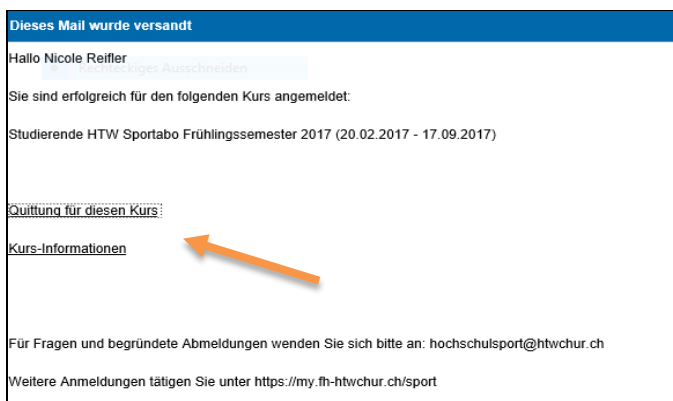 Dieses Mail wurde versandt
Hallo Nicole Reifler
Rechteckiges Ausschneiden
Sie sind erfolgreich für den folgenden Kurs angemeldet:
Studierende HTW Sportabo Frühlingssemester 2017 (20.02.2017 - 17.09.2017)
Quittung für diesen Kurs
Kurs-Informationen
Für Fragen und begründete Abmeldungen wenden Sie sich bitte an: hochschulsport@htwchur.ch
Weitere Anmeldungen tätigen Sie unter https://my.fh-htwchur.ch/sport